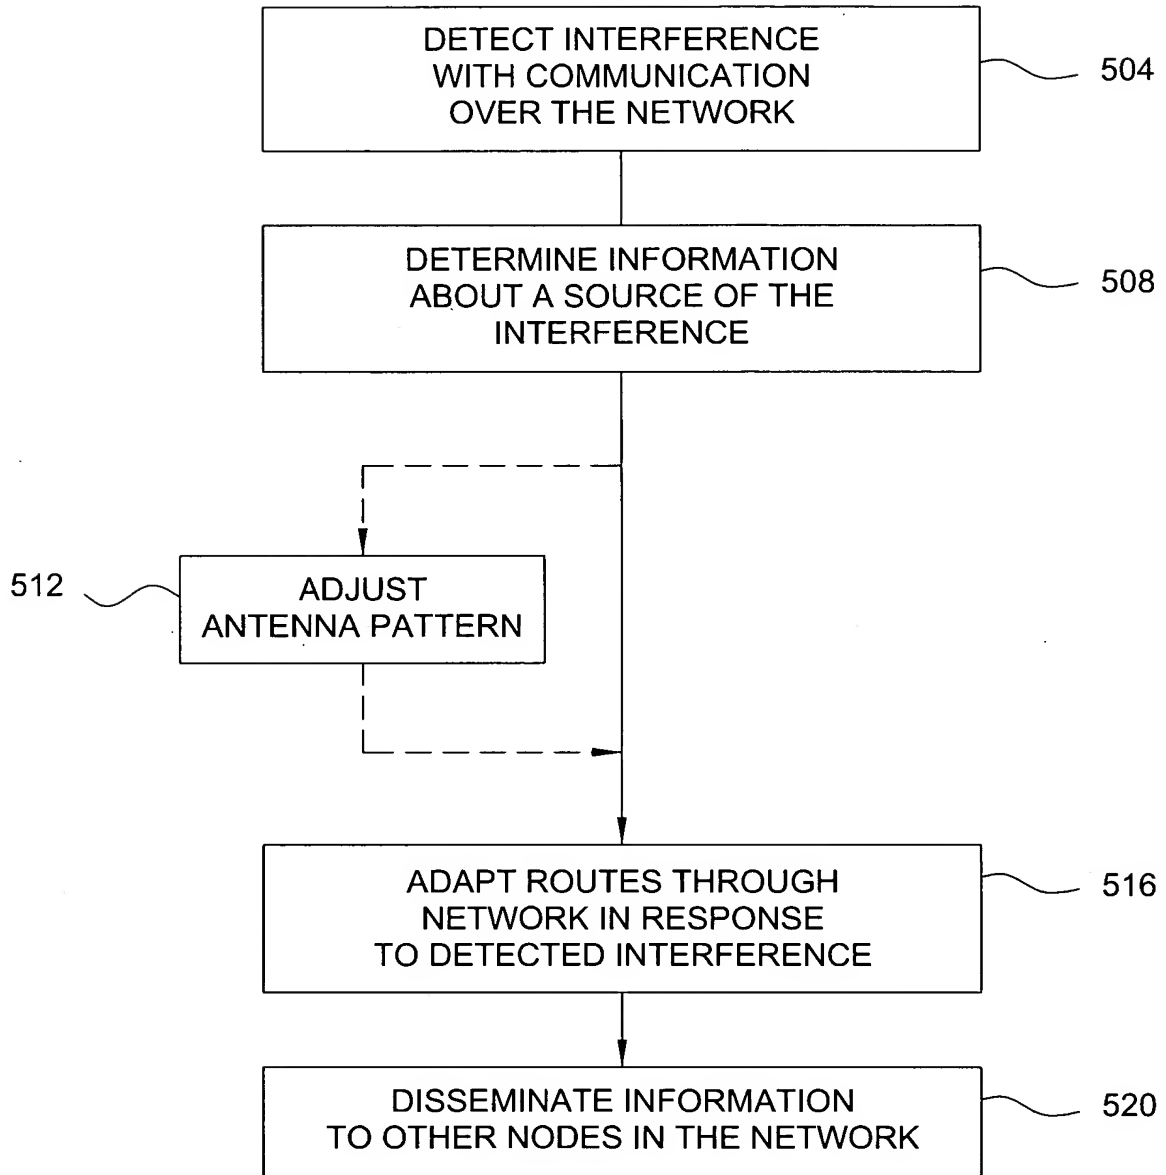 DETECT INTERFERENCE
WITH COMMUNICATION
OVER THE NETWORK
504
DETERMINE INFORMATION
ABOUT A SOURCE OF THE
INTERFERENCE
508
512
ADJUST
ANTENNA PATTERN
ADAPT ROUTES THROUGH
NETWORK IN RESPONSE
TO DETECTED INTERFERENCE
516
DISSEMINATE INFORMATION
TO OTHER NODES IN THE NETWORK
520